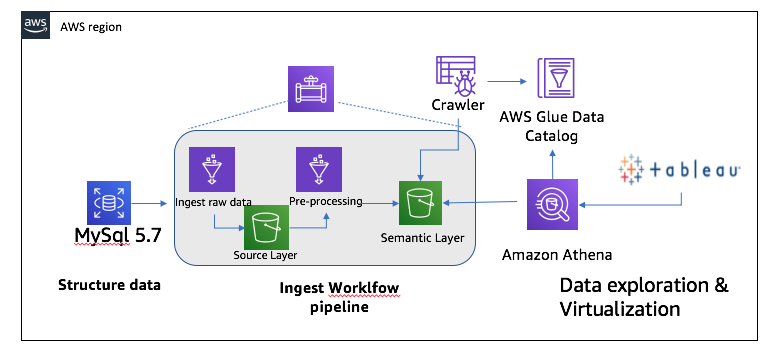 aws
AWS region
Crawler
AWS Glue Data
Catalog
tableau
Ingest raw data
Pre-processing
MySql 5.7
Source Layer
Semantic Layer
Amazon Athena
Structure data
Ingest Worklfow
pipeline
Data exploration &
Virtualization